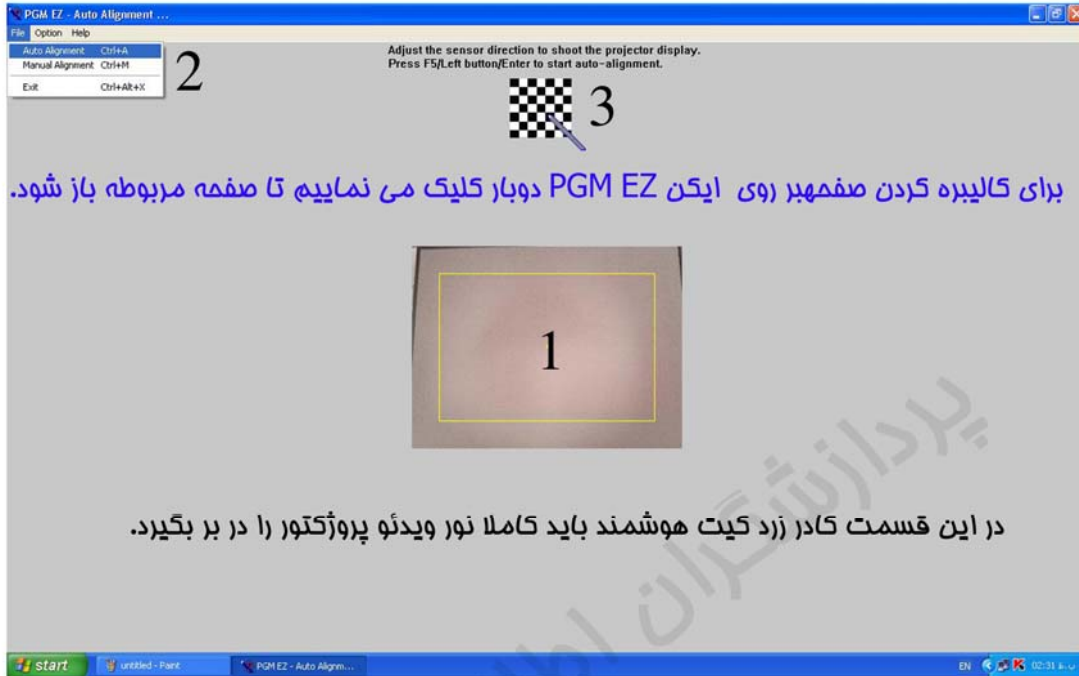 PGM EZ - Auto Alignment ...
File Option Help
Auto Alignment Ctrl+A
Manual Alignment Ctrl+M
Exit Ctrl+Alt+X
2
Adjust the sensor direction to shoot the projector display.
Press F5/Left button/Enter to start auto-alignment.
3
برای کالیبره کردن صفحهبر روی ایکن PGM EZ دوبار کلیک می نماییم تا صفحه مربوطه باز شود.
1
در این قسمت کادر زرد کیت هوشمند باید کاملا نور ویدئو پروژکتور را در بر بگیرد.
پردازشگران
start untitled - Paint PGM EZ - Auto Alignm... EN 02:31 ب.ظ